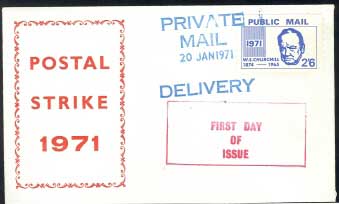 POSTAL
STRIKE
1971
PRIVATE
MAIL
20 JAN 1971
DELIVERY
PUBLIC MAIL
1971
W.S. CHURCHILL
1874 — 1965
2/6
FIRST DAY
OF
ISSUE